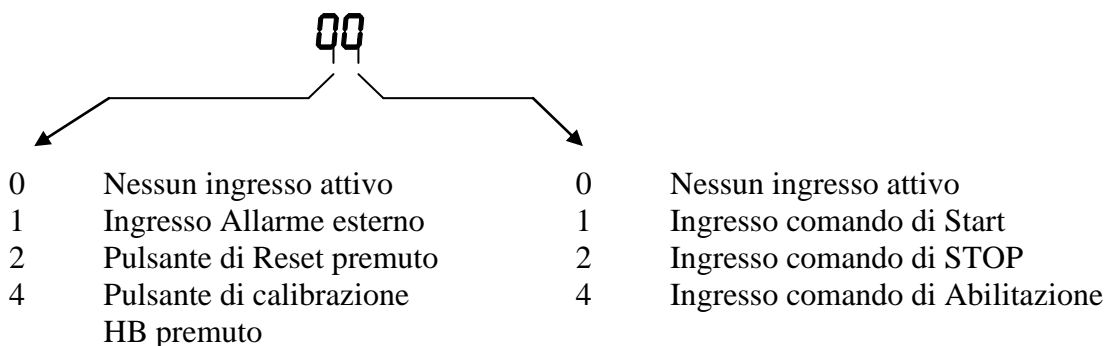 00
0 Nessun ingresso attivo
1 Ingresso Allarme esterno
2 Pulsante di Reset premuto
4 Pulsante di calibrazione
HB premuto
0 Nessun ingresso attivo
1 Ingresso comando di Start
2 Ingresso comando di STOP
4 Ingresso comando di Abilitazione